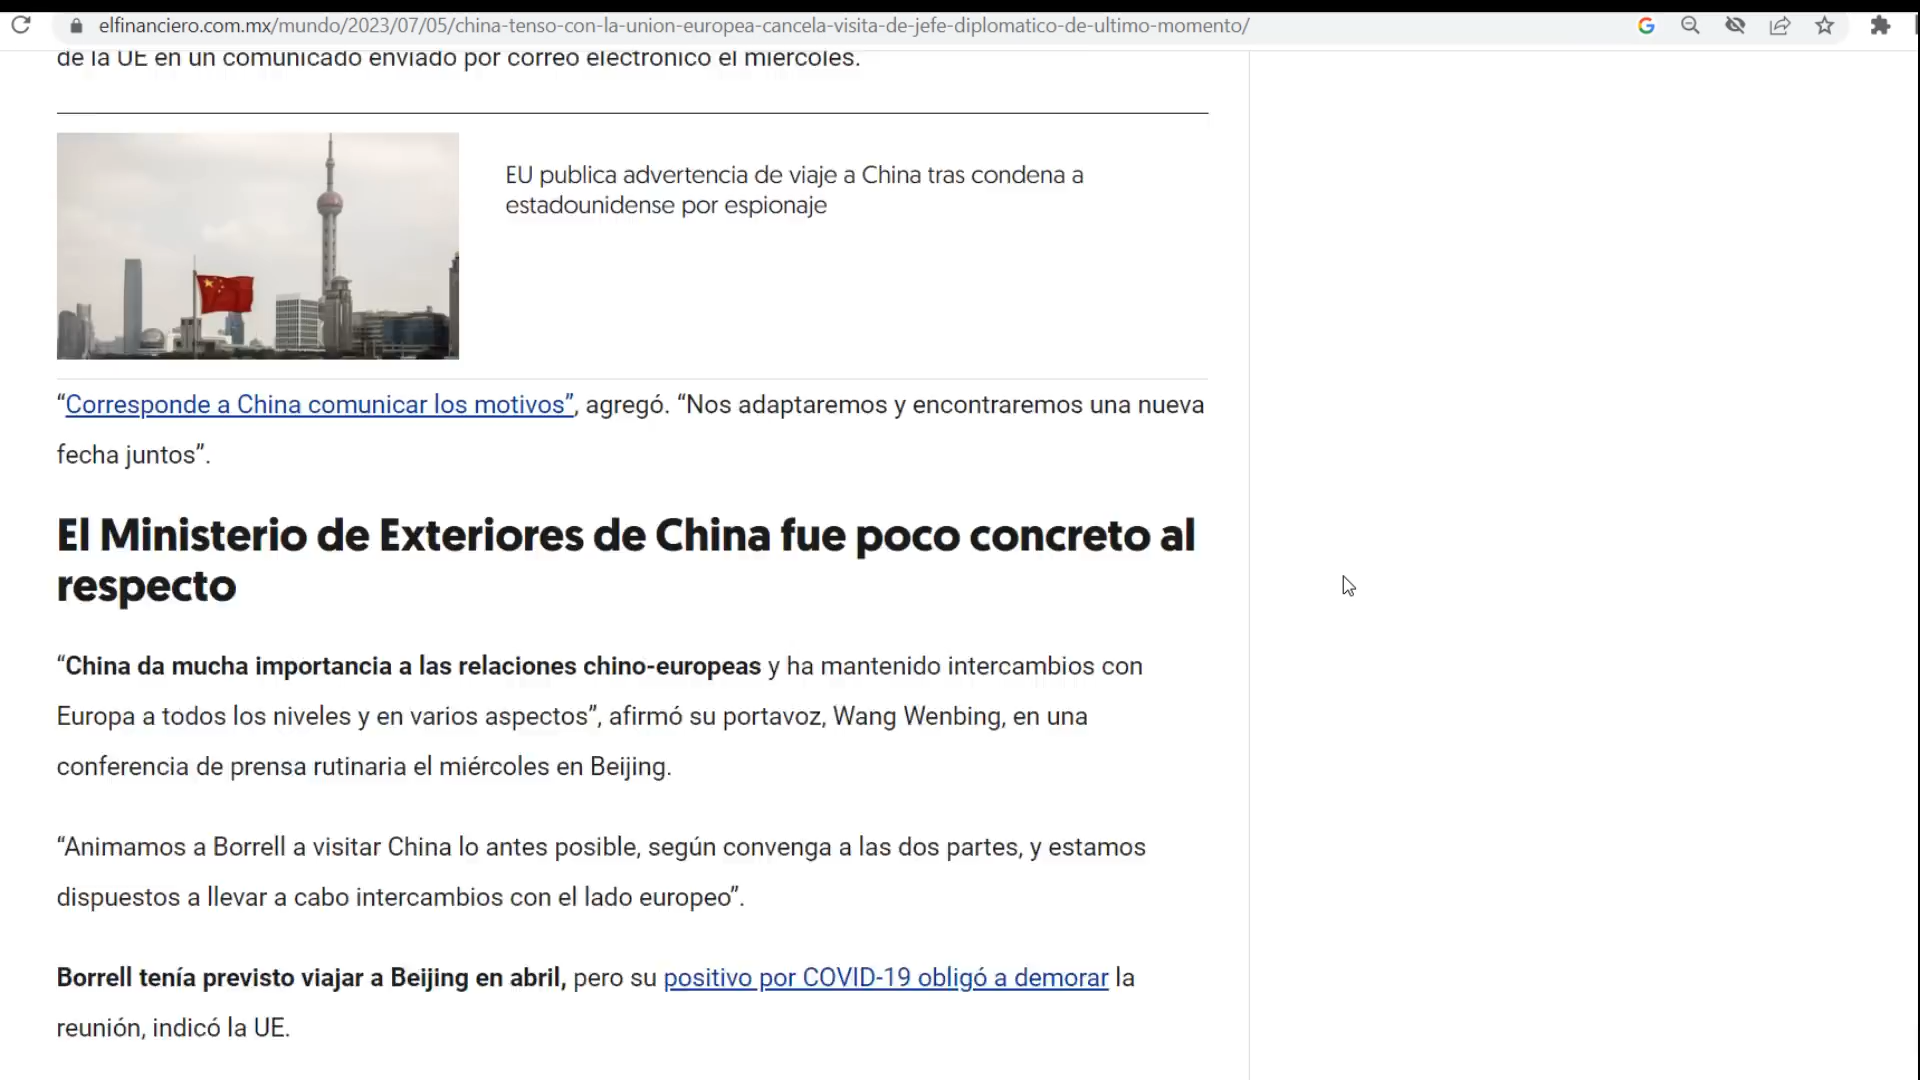 elfinanciero.com.mx/mundo/2023/07/05/china-tenso-con-la-union-europea-cancela-visita-de-jefe-diplomatico-de-ultimo-momento/
de la UE en un comunicado enviado por correo electrónico el miércoles.
EU publica advertencia de viaje a China tras condena a
estadounidense por espionaje
“Corresponde a China comunicar los motivos”, agregó. “Nos adaptaremos y encontraremos una nueva
fecha juntos”.
El Ministerio de Exteriores de China fue poco concreto al
respecto
“China da mucha importancia a las relaciones chino-europeas y ha mantenido intercambios con
Europa a todos los niveles y en varios aspectos”, afirmó su portavoz, Wang Wenbing, en una
conferencia de prensa rutinaria el miércoles en Beijing.
“Animamos a Borrell a visitar China lo antes posible, según convenga a las dos partes, y estamos
dispuestos a llevar a cabo intercambios con el lado europeo”.
Borrell tenía previsto viajar a Beijing en abril, pero su positivo por COVID-19 obligó a demorar la
reunión, indicó la UE.